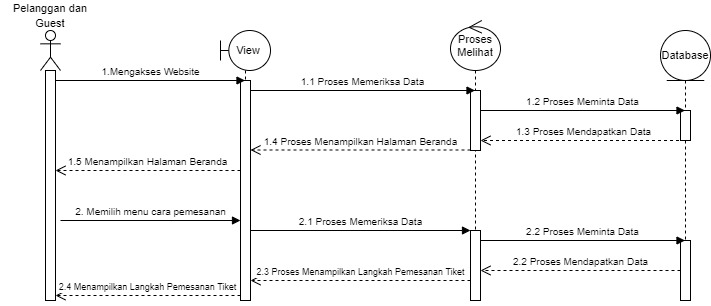 Pelanggan dan
Guest
View
Proses
Melihat
Database
1.Mengakses Website
1.1 Proses Memeriksa Data
1.2 Proses Meminta Data
1.3 Proses Mendapatkan Data
1.4 Proses Menampilkan Halaman Beranda
1.5 Menampilkan Halaman Beranda
2. Memilih menu cara pemesanan
2.1 Proses Memeriksa Data
2.2 Proses Meminta Data
2.2 Proses Mendapatkan Data
2.3 Proses Menampilkan Langkah Pemesanan Tiket
2.4 Menampilkan Langkah Pemesanan Tiket